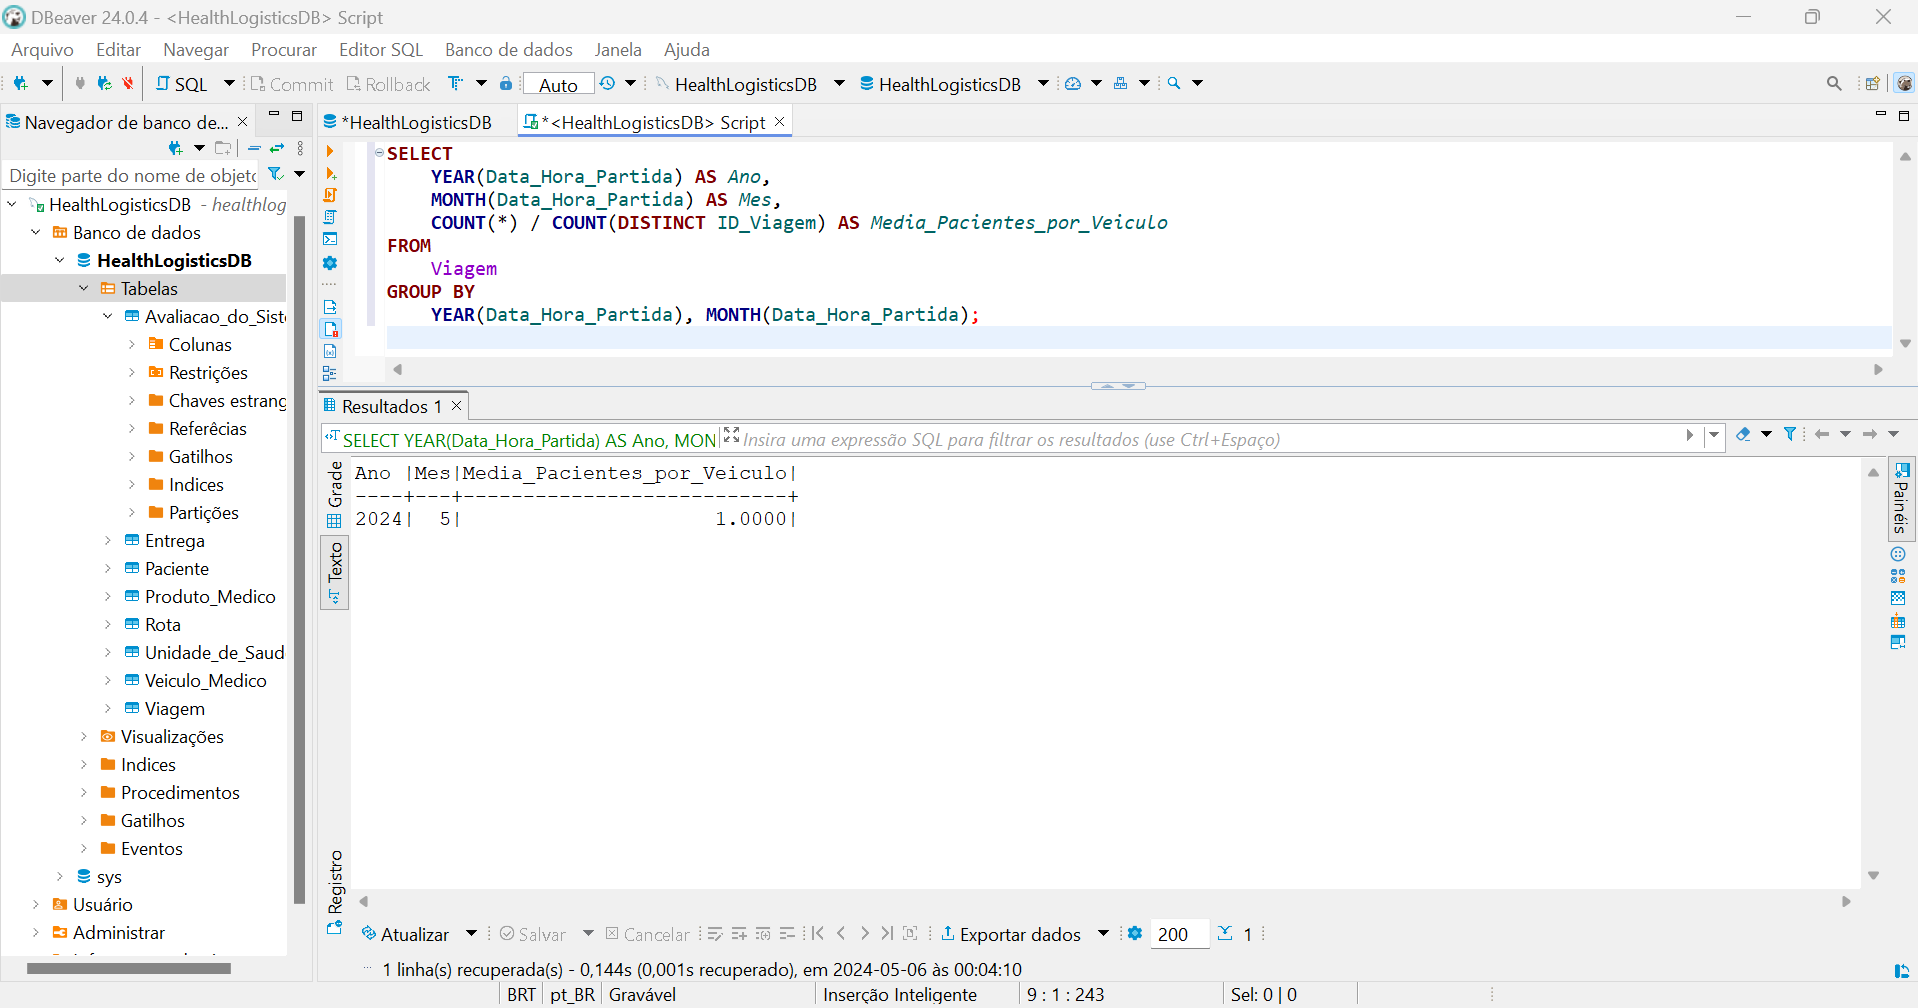 DBeaver 24.0.4 - <HealthLogisticsDB> Script
Arquivo Editar Navegar Procurar Editor SQL Banco de dados Janela Ajuda
SQL Commit Rollback Auto HealthLogisticsDB HealthLogisticsDB
Navegador de banco de...
*HealthLogisticsDB
*<HealthLogisticsDB> Script
Digite parte do nome de objeto
HealthLogisticsDB - healthlog
Banco de dados
HealthLogisticsDB
Tabelas
Avaliacao_do_Siste
Colunas
Restrições
Chaves estrang
Referêcias
Gatilhos
Indices
Partições
Entrega
Paciente
Produto_Medico
Rota
Unidade_de_Saud
Veiculo_Medico
Viagem
Visualizações
Indices
Procedimentos
Gatilhos
Eventos
sys
Usuário
Administrar
SELECT
YEAR(Data_Hora_Partida) AS Ano,
MONTH(Data_Hora_Partida) AS Mes,
COUNT(*) / COUNT(DISTINCT ID_Viagem) AS Media_Pacientes_por_Veiculo
FROM
Viagem
GROUP BY
YEAR(Data_Hora_Partida), MONTH(Data_Hora_Partida);
Resultados 1
SELECT YEAR(Data_Hora_Partida) AS Ano, MON
Insira uma expressão SQL para filtrar os resultados (use Ctrl+Espaço)
Grade
Texto
Registro
Ano |Mes|Media_Pacientes_por_Veiculo|
----+---+---------------------------+
2024|  5|                     1.0000|
Painéis
Atualizar Salvar Cancelar Exportar dados 200 1
1 linha(s) recuperada(s) - 0,144s (0,001s recuperado), em 2024-05-06 às 00:04:10
BRT pt_BR Gravável Inserção Inteligente 9 : 1 : 243 Sel: 0 | 0